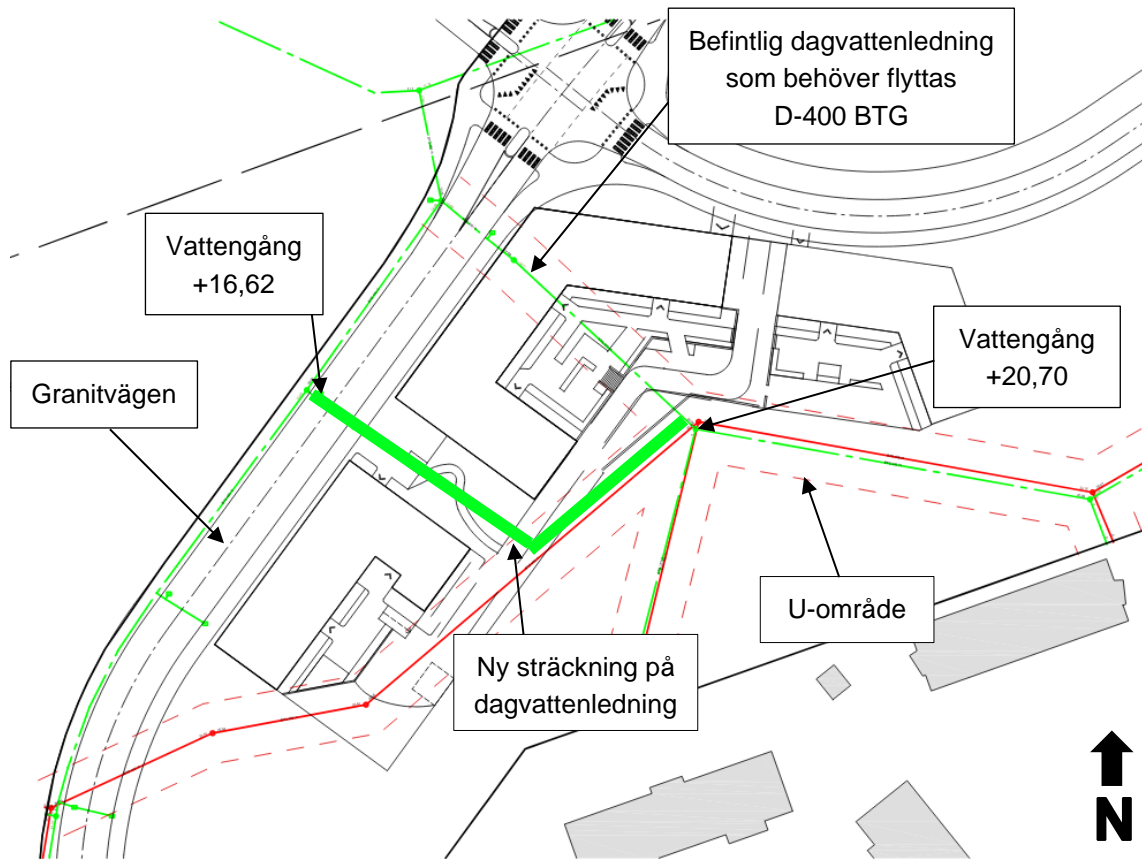 Befintlig dagvattenledning
som behöver flyttas
D-400 BTG
Vattengång
+16,62
Vattengång
+20,70
Granitvägen
U-område
Ny sträckning på
dagvattenledning
N